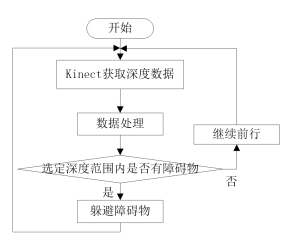 开始
Kinect获取深度数据
数据处理
继续前行
选定深度范围内是否有障碍物
否
是
躲避障碍物